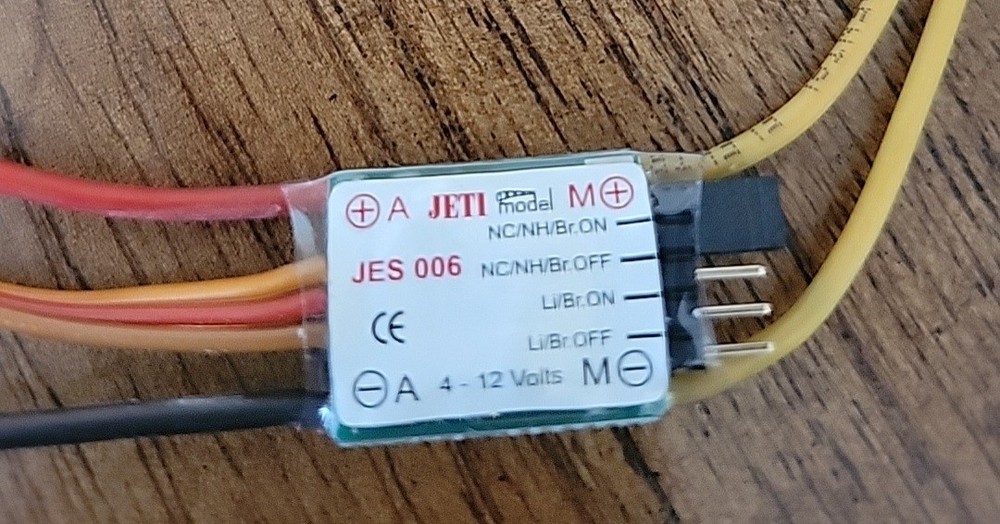 ⊕ A JETI model M ⊕
NC/NH/Br.ON
JES 006 NC/NH/Br.OFF
Li/Br.ON
CE
Li/Br.OFF
⊖ A 4 - 12 Volts M ⊖